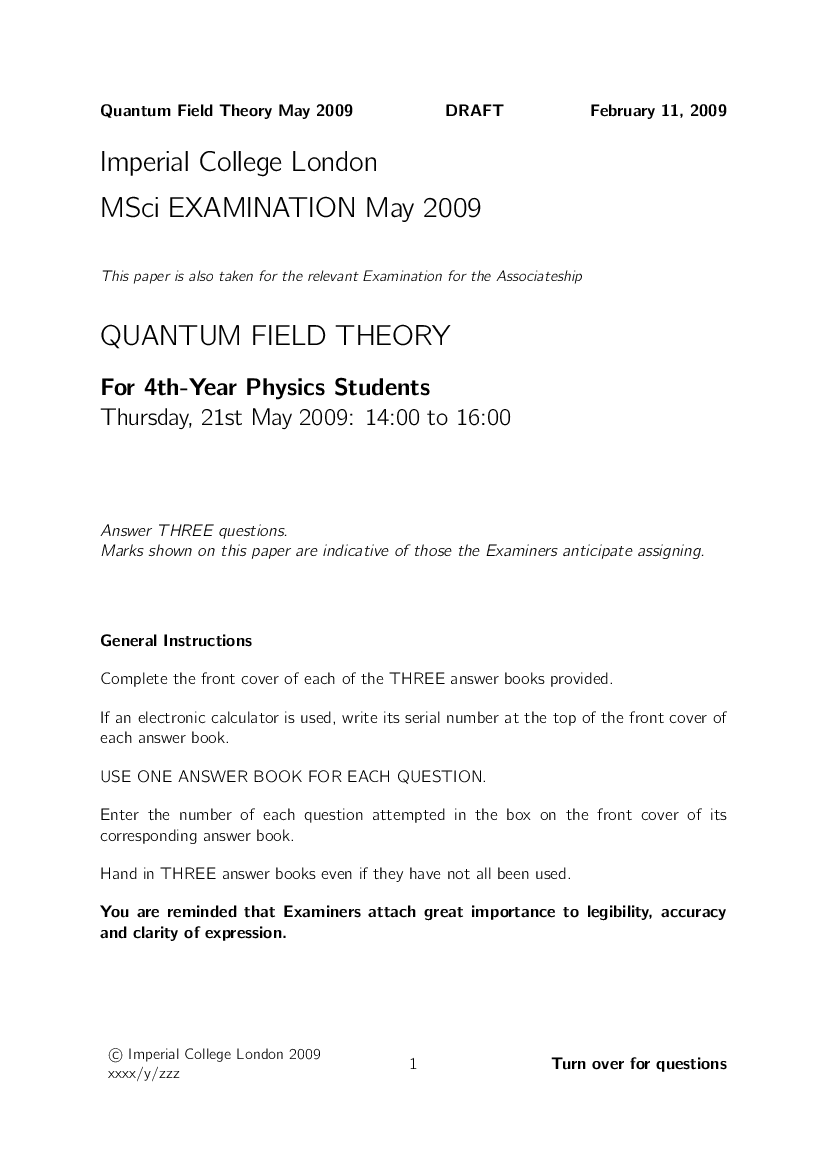 Quantum Field Theory May 2009 DRAFT February 11, 2009
Imperial College London
MSci EXAMINATION May 2009
This paper is also taken for the relevant Examination for the Associateship
QUANTUM FIELD THEORY
For 4th-Year Physics Students
Thursday, 21st May 2009: 14:00 to 16:00
Answer THREE questions.
Marks shown on this paper are indicative of those the Examiners anticipate assigning.
General Instructions
Complete the front cover of each of the THREE answer books provided.
If an electronic calculator is used, write its serial number at the top of the front cover of
each answer book.
USE ONE ANSWER BOOK FOR EACH QUESTION.
Enter the number of each question attempted in the box on the front cover of its
corresponding answer book.
Hand in THREE answer books even if they have not all been used.
You are reminded that Examiners attach great importance to legibility, accuracy
and clarity of expression.
© Imperial College London 2009
xxxx/y/zzz
1
Turn over for questions